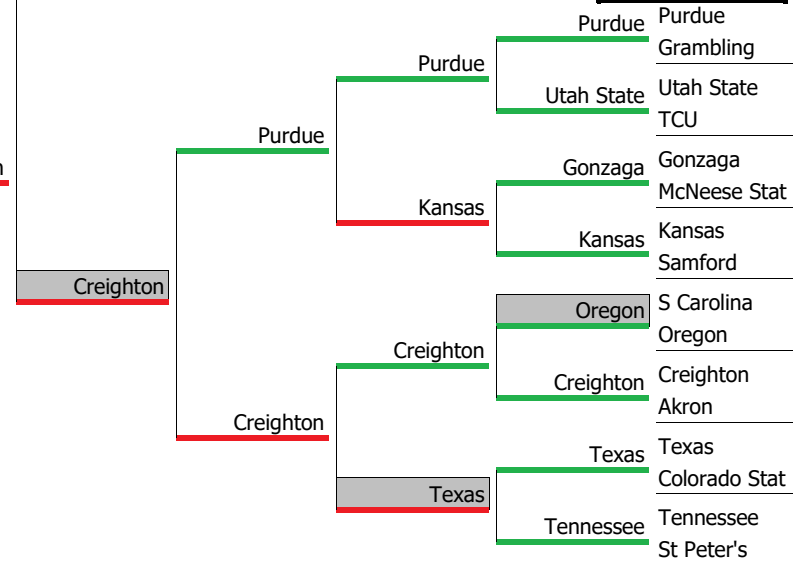 Purdue
Grambling
Utah State
TCU
Gonzaga
McNeese Stat
Kansas
Samford
S Carolina
Oregon
Creighton
Akron
Texas
Colorado Stat
Tennessee
St Peter's
Purdue
Utah State
Gonzaga
Kansas
Oregon
Creighton
Texas
Tennessee
Purdue
Kansas
Creighton
Texas
Purdue
Creighton
Creighton
n